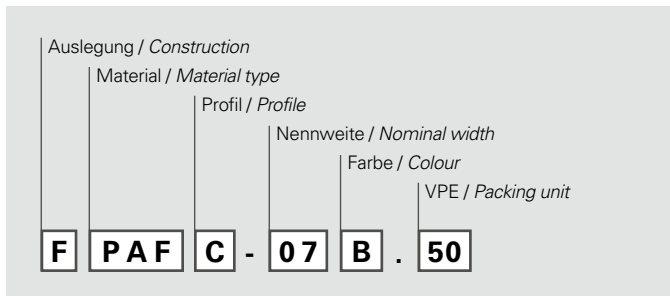 Auslegung / Construction
Material / Material type
Profil / Profile
Nennweite / Nominal width
Farbe / Colour
VPE / Packing unit
F PAF C - 07 B . 50